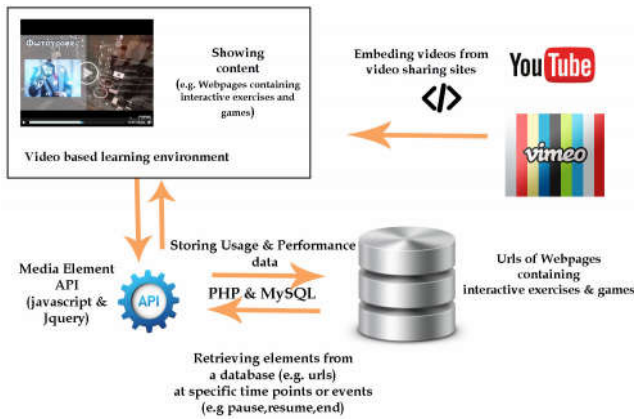 Φωτογραφες
Showing
content
(e.g. Webpages containing
interactive exercises and
games)
Video based learning environment
Embeding videos from
video sharing sites
</>
YouTube
vimeo
Media Element
API
(javascript &
Jquery)
API
Storing Usage & Performance
data
PHP & MySQL
Urls of Webpages
containing
interactive exercises & games
Retrieving elements from
a database (e.g. urls)
at specific time points or events
(e.g pause,resume,end)